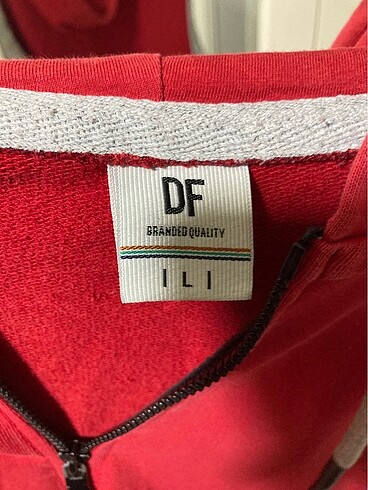 DF
BRANDED QUALITY
| L |